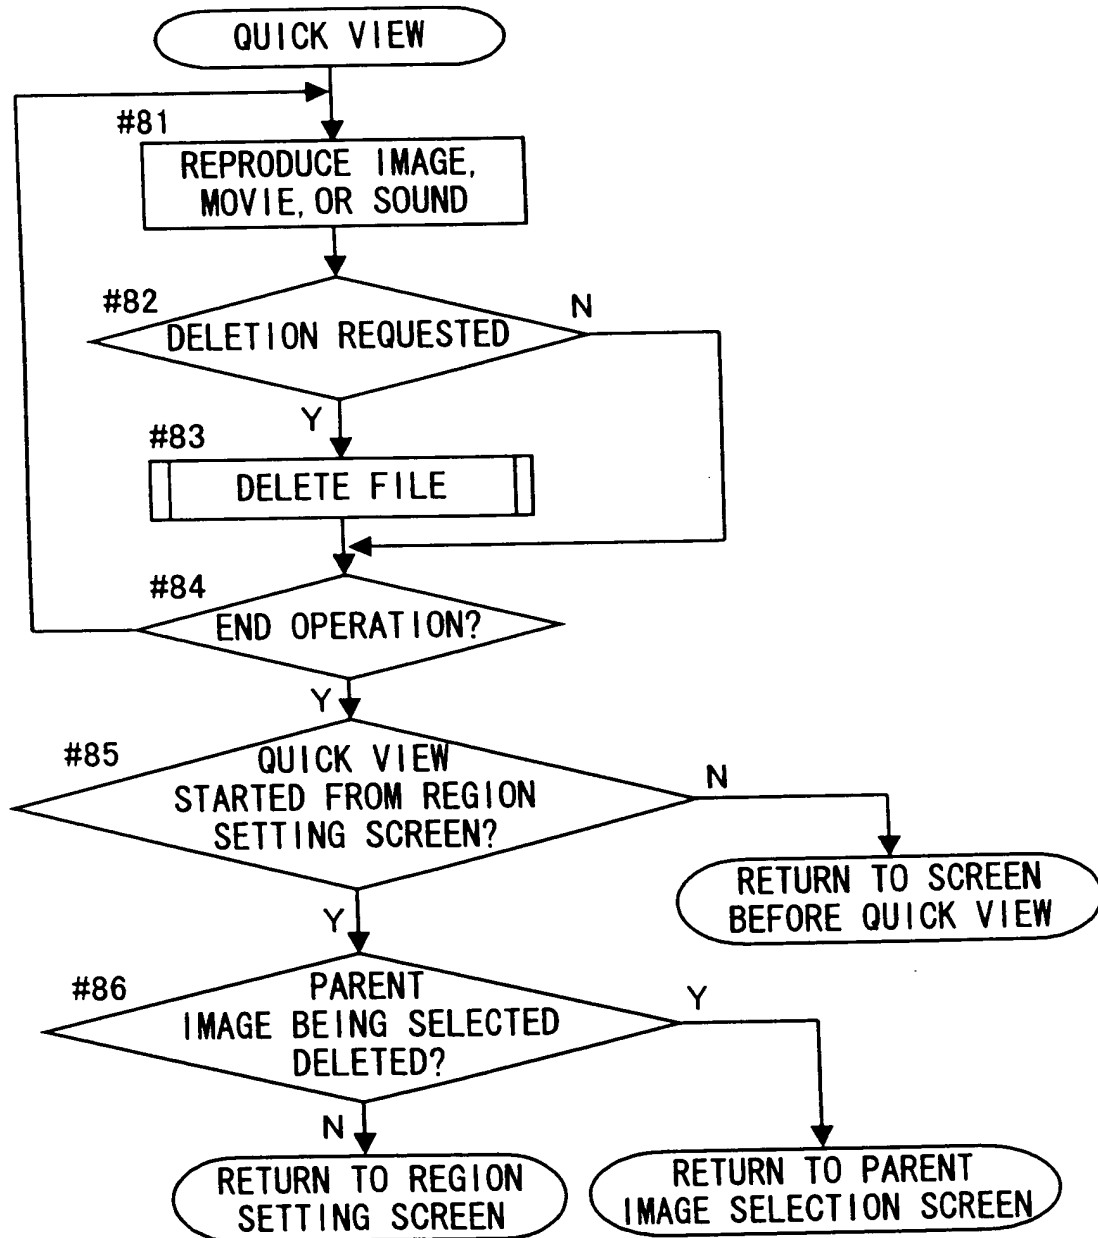 QUICK VIEW
#81
REPRODUCE IMAGE,
MOVIE, OR SOUND
#82
N
DELETION REQUESTED
Y
#83
DELETE FILE
#84
END OPERATION?
Y
#85
QUICK VIEW
STARTED FROM REGION
SETTING SCREEN?
N
RETURN TO SCREEN
BEFORE QUICK VIEW
Y
#86
PARENT
IMAGE BEING SELECTED
DELETED?
Y
N
RETURN TO REGION
SETTING SCREEN
RETURN TO PARENT
IMAGE SELECTION SCREEN